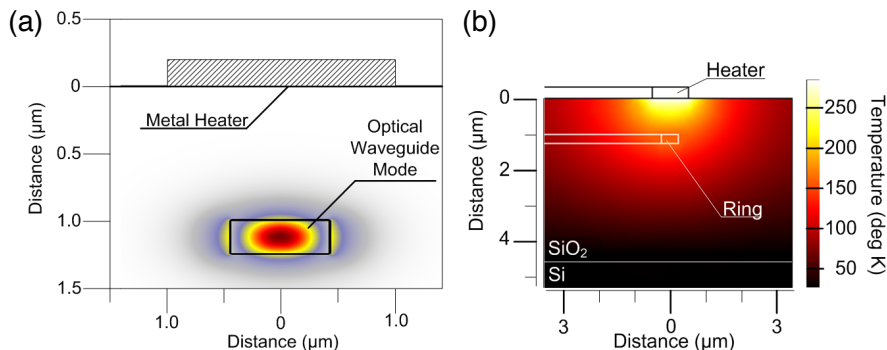 (a)
0.5
0
0.5
1.0
1.5
Distance (µm)
Metal Heater
Optical
Waveguide
Mode
1.0
0
1.0
Distance (µm)
(b)
Heater
0
2
4
Distance (µm)
Ring
SiO₂
Si
3
0
3
Distance (µm)
250
200
150
100
50
Temperature (deg K)